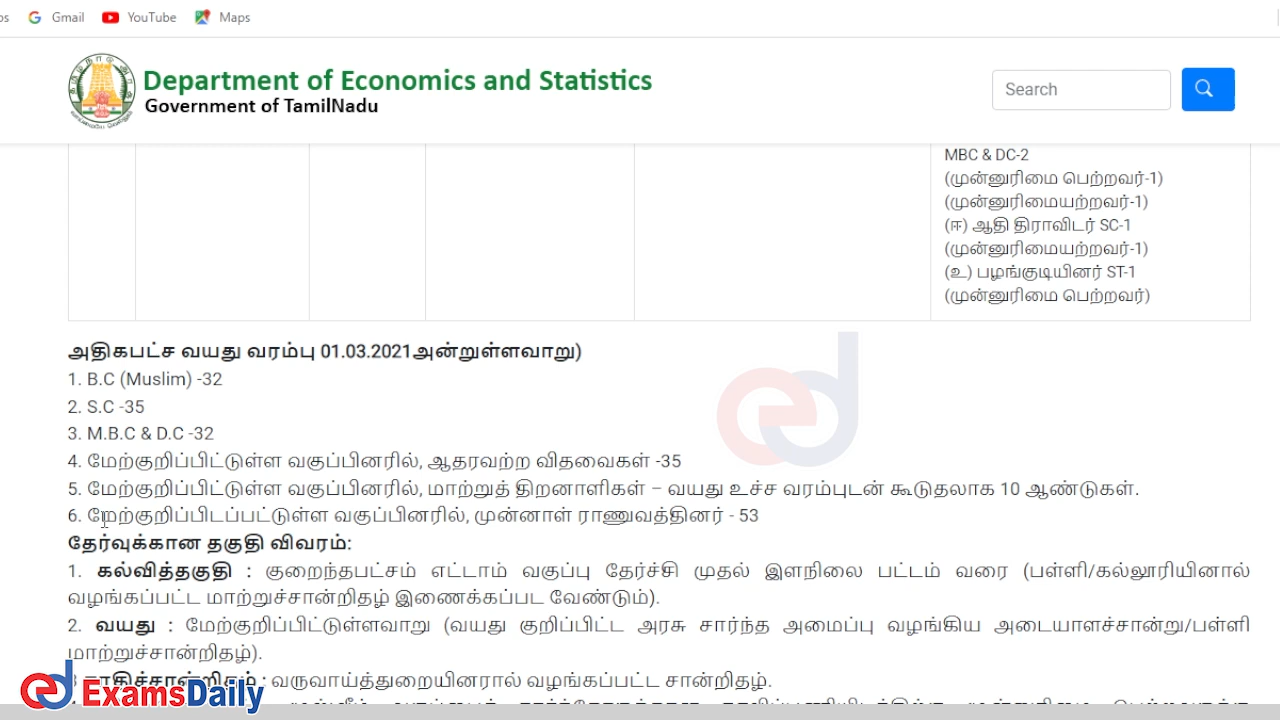 Gmail YouTube Maps
Department of Economics and Statistics
Government of TamilNadu
Search
MBC & DC-2
(முன்னுரிமை பெற்றவர்-1)
(முன்னுரிமையற்றவர்-1)
(ஈ) ஆதி திராவிடர் SC-1
(முன்னுரிமையற்றவர்-1)
(உ) பழங்குடியினர் ST-1
(முன்னுரிமை பெற்றவர்)
அதிகபட்ச வயது வரம்பு 01.03.2021அன்றுள்ளவாறு)
1. B.C (Muslim) -32
2. S.C -35
3. M.B.C & D.C -32
4. மேற்குறிப்பிட்டுள்ள வகுப்பினரில், ஆதரவற்ற விதவைகள் -35
5. மேற்குறிப்பிட்டுள்ள வகுப்பினரில், மாற்றுத் திறனாளிகள் – வயது உச்ச வரம்புடன் கூடுதலாக 10 ஆண்டுகள்.
6. மேற்குறிப்பிடப்பட்டுள்ள வகுப்பினரில், முன்னாள் ராணுவத்தினர் - 53
தேர்வுக்கான தகுதி விவரம்:
1. கல்வித்தகுதி : குறைந்தபட்சம் எட்டாம் வகுப்பு தேர்ச்சி முதல் இளநிலை பட்டம் வரை (பள்ளி/கல்லூரியினால்
வழங்கப்பட்ட மாற்றுச்சான்றிதழ் இணைக்கப்பட வேண்டும்).
2. வயது : மேற்குறிப்பிட்டுள்ளவாறு (வயது குறிப்பிட்ட அரசு சார்ந்த அமைப்பு வழங்கிய அடையாளச்சான்று/பள்ளி
மாற்றுச்சான்றிதழ்).
வருவாய்த்துறையினரால் வழங்கப்பட்ட சான்றிதழ்.
ExamsDaily